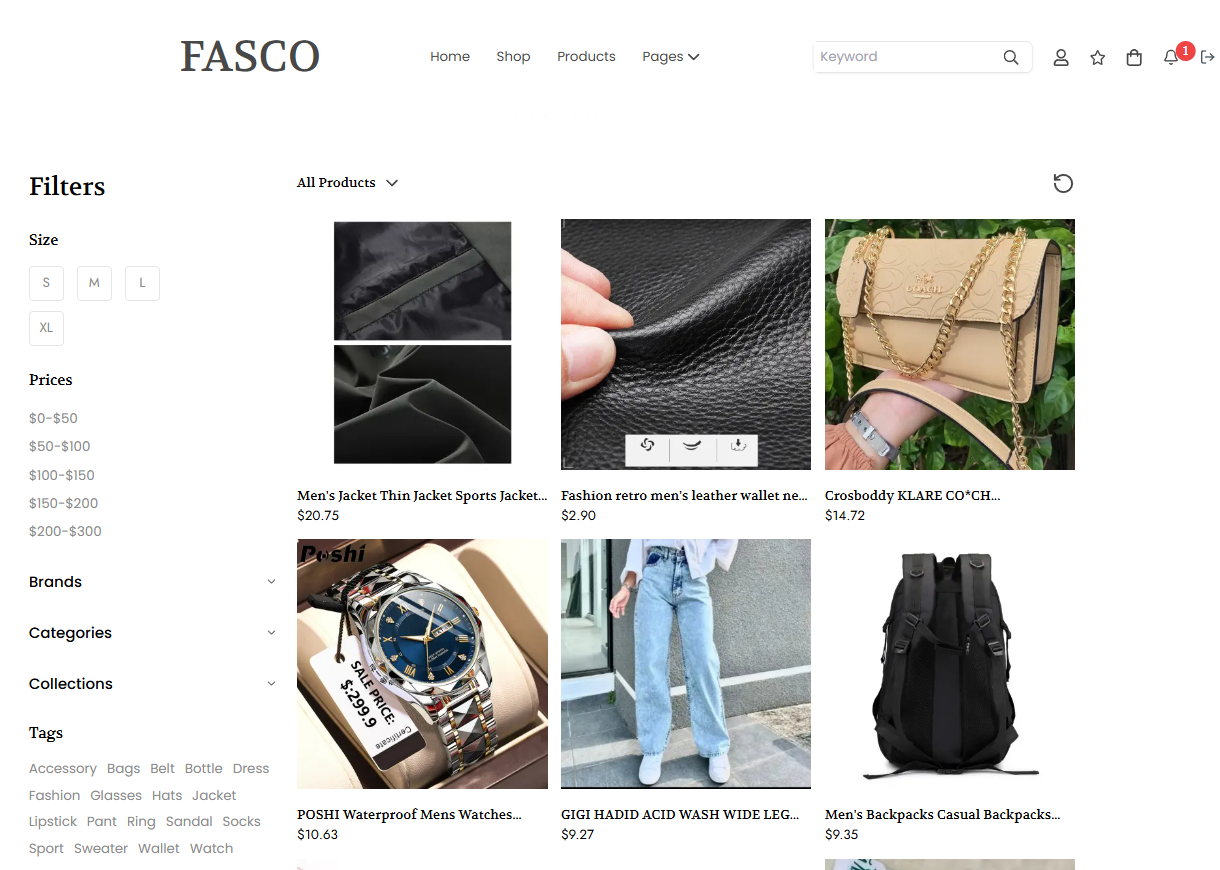 FASCO
Home Shop Products Pages
Keyword
1
Filters
Size
S M L
XL
Prices
$0-$50
$50-$100
$100-$150
$150-$200
$200-$300
Brands
Categories
Collections
Tags
Accessory Bags Belt Bottle Dress
Fashion Glasses Hats Jacket
Lipstick Pant Ring Sandal Socks
Sport Sweater Wallet Watch
All Products
COACH
Men's Jacket Thin Jacket Sports Jacket...
$20.75
Fashion retro men's leather wallet ne...
$2.90
Crosboddy KLARE CO*CH...
$14.72
Poshi
SALE PRICE:
$:299.9
Certificate
POSHI Waterproof Mens Watches...
$10.63
GIGI HADID ACID WASH WIDE LEG...
$9.27
Men's Backpacks Casual Backpacks...
$9.35